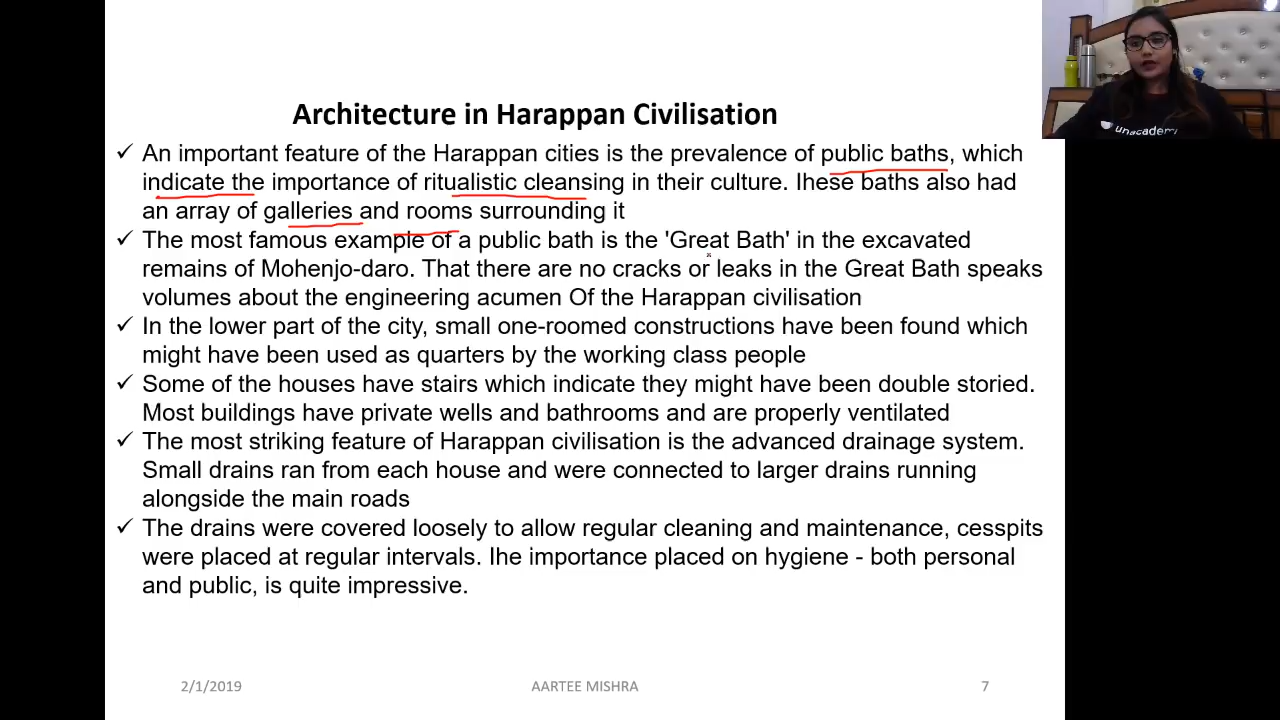 Architecture in Harappan Civilisation
✓ An important feature of the Harappan cities is the prevalence of public baths, which
indicate the importance of ritualistic cleansing in their culture. Ihese baths also had
an array of galleries and rooms surrounding it
✓ The most famous example of a public bath is the 'Great Bath' in the excavated
remains of Mohenjo-daro. That there are no cracks or leaks in the Great Bath speaks
volumes about the engineering acumen Of the Harappan civilisation
✓ In the lower part of the city, small one-roomed constructions have been found which
might have been used as quarters by the working class people
✓ Some of the houses have stairs which indicate they might have been double storied.
Most buildings have private wells and bathrooms and are properly ventilated
✓ The most striking feature of Harappan civilisation is the advanced drainage system.
Small drains ran from each house and were connected to larger drains running
alongside the main roads
✓ The drains were covered loosely to allow regular cleaning and maintenance, cesspits
were placed at regular intervals. Ihe importance placed on hygiene - both personal
and public, is quite impressive.
2/1/2019 AARTEE MISHRA 7
unacademy